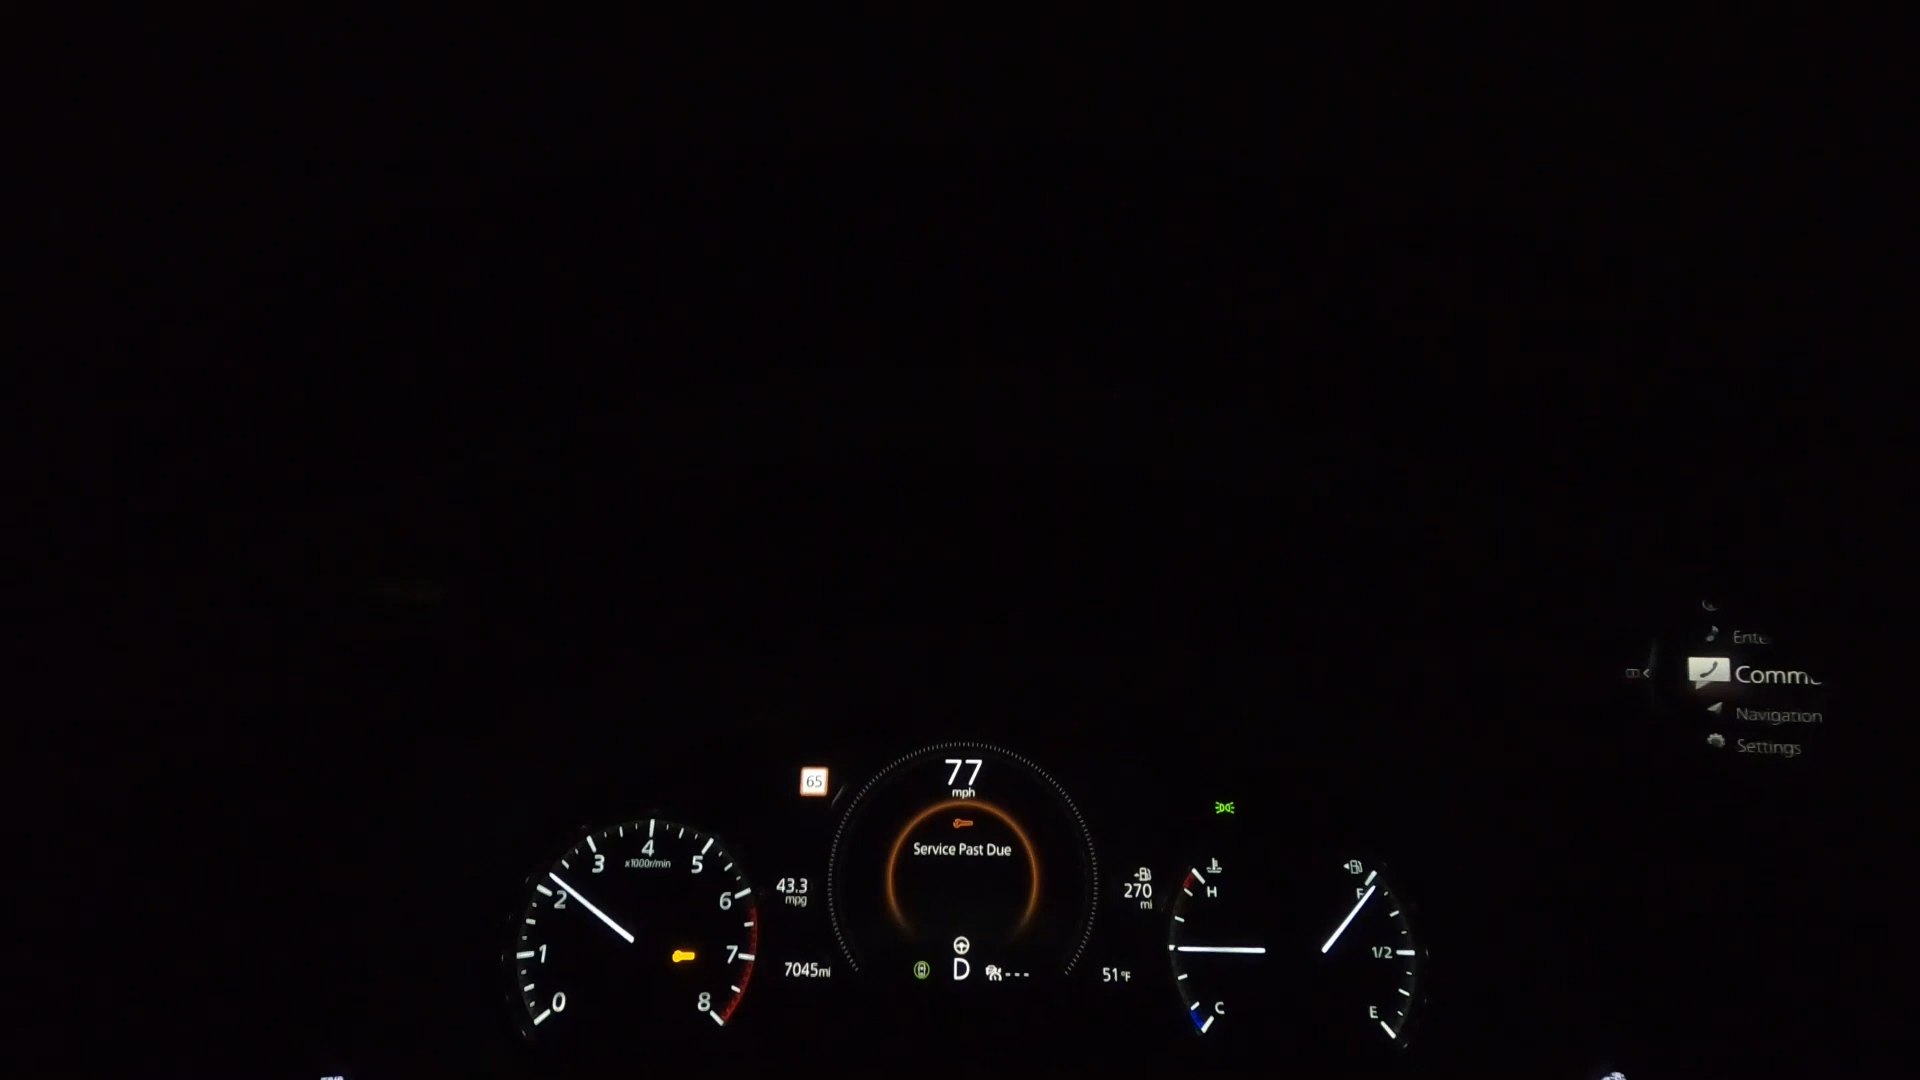 Ente
Commu
Navigation
Settings
65
77
mph
Service Past Due
0
1
2
3
4
5
6
7
8
x1000r/min
43.3
mpg
7045mi
D
---
270
mi
51°F
H
C
F
1/2
E